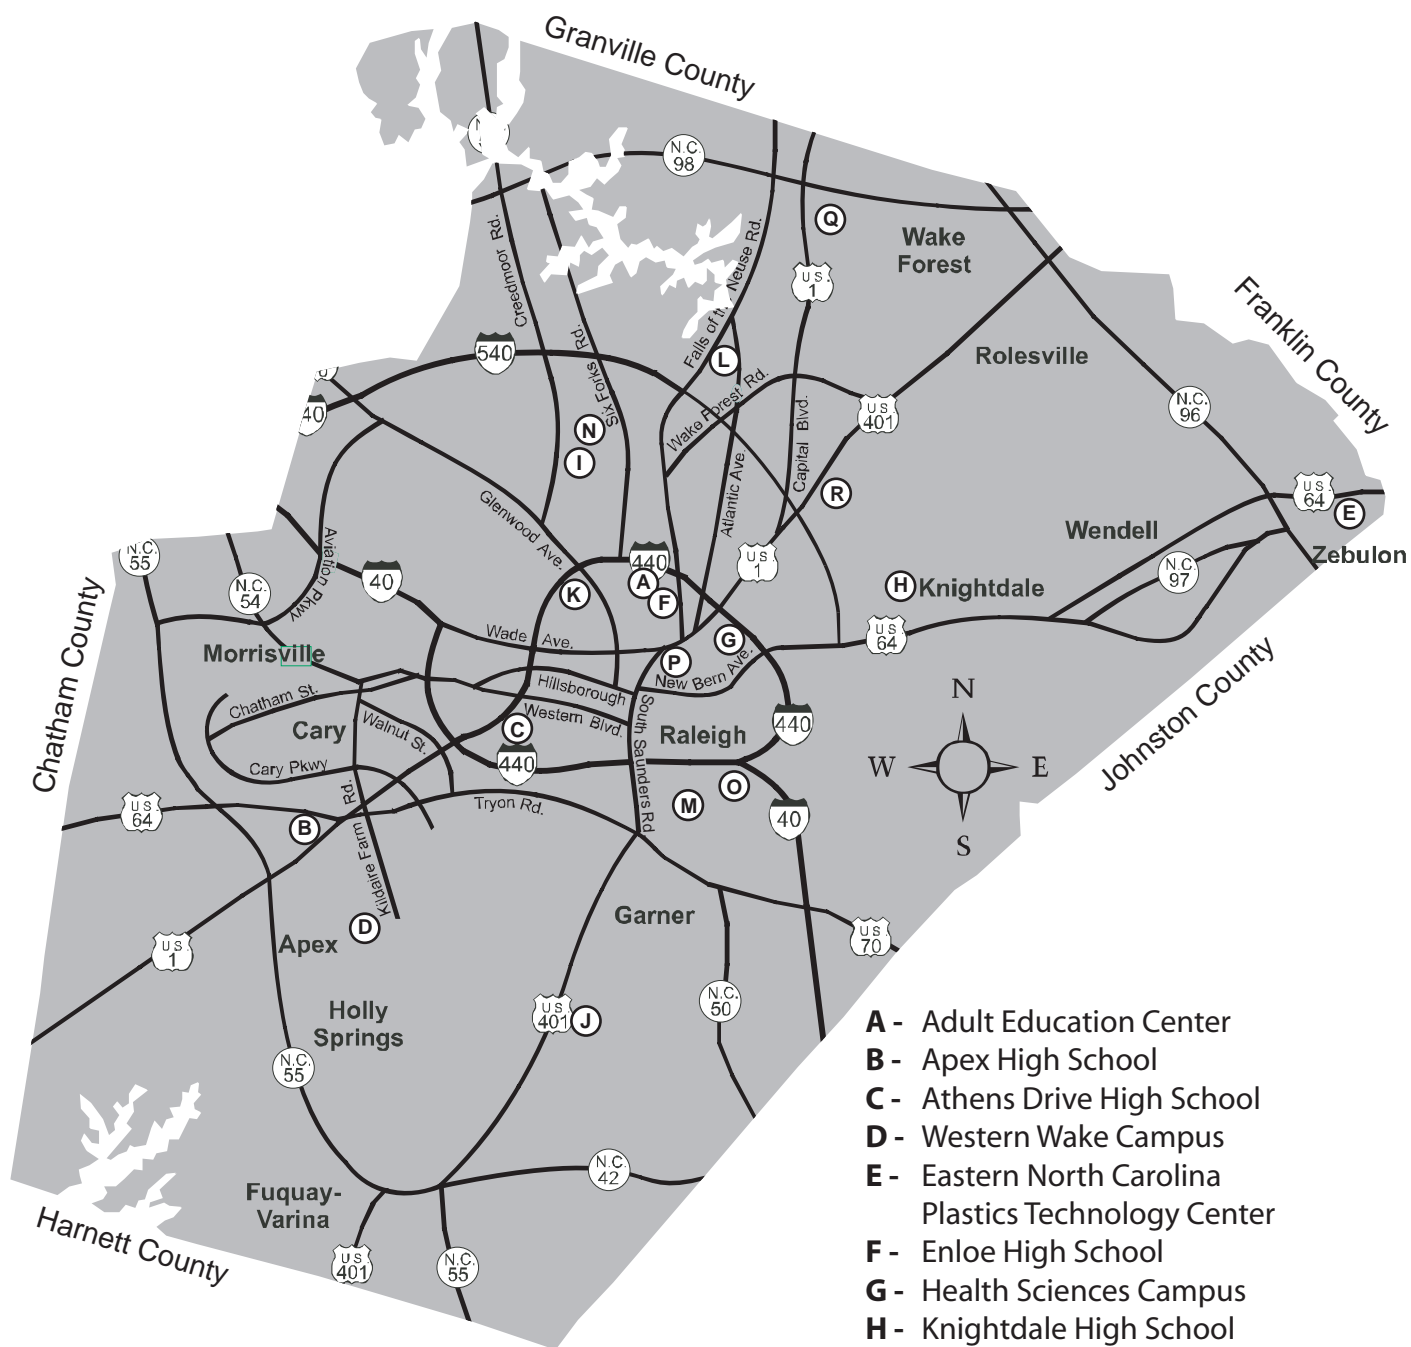 Granville County
N.C.
98
Q
Wake
Forest
Creedmoor Rd.
Neuse Rd.
U S
1
Franklin County
Falls of
Rolesville
540
Six Forks Rd.
L
Wake Forest Rd.
N.C.
96
40
U S
401
Capital Blvd.
N
I
Atlantic Ave.
R
Glenwood Ave.
U S
64
E
Wendell
Zebulon
N.C.
55
Aviation Pkwy
40
N.C.
54
440
A
F
K
U S
1
H
Knightdale
N.C.
97
Chatham County
Morrisville
Wade Ave.
G
P
U S
64
New Bern Ave.
Johnston County
Hillsborough
Western Blvd.
Chatham St.
Walnut St.
Cary
C
440
South Saunders Rd
Raleigh
440
N
W
E
S
Cary Pkwy
Kildaire Farm Rd.
Tryon Rd.
O
M
40
U S
64
B
D
Apex
Garner
U S
1
U S
70
Holly
Springs
U S
401
J
N.C.
50
N.C.
55
N.C.
42
Fuquay-
Varina
U S
401
N.C.
55
Harnett County
A - Adult Education Center
B - Apex High School
C - Athens Drive High School
D - Western Wake Campus
E - Eastern North Carolina
Plastics Technology Center
F - Enloe High School
G - Health Sciences Campus
H - Knightdale High School